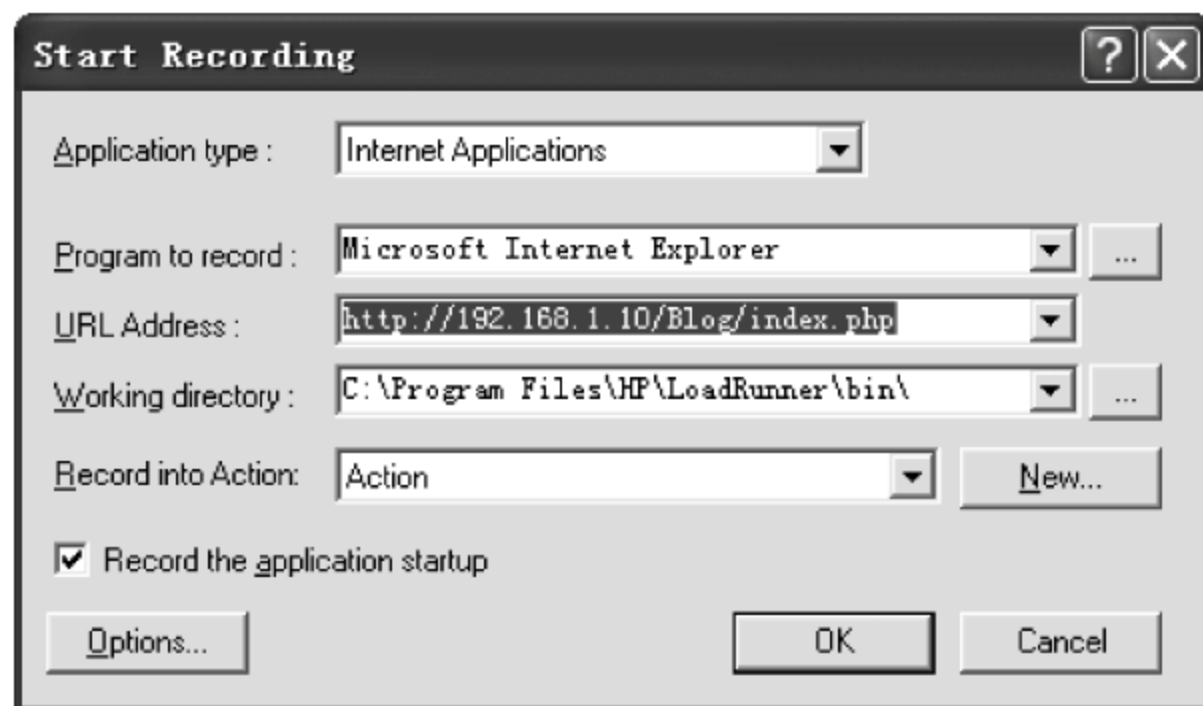 Start Recording
Application type : Internet Applications
Program to record : Microsoft Internet Explorer ...
URL Address : http://192.168.1.10/Blog/index.php
Working directory : C:\Program Files\HP\LoadRunner\bin\ ...
Record into Action: Action New...
Record the application startup
Options... OK Cancel